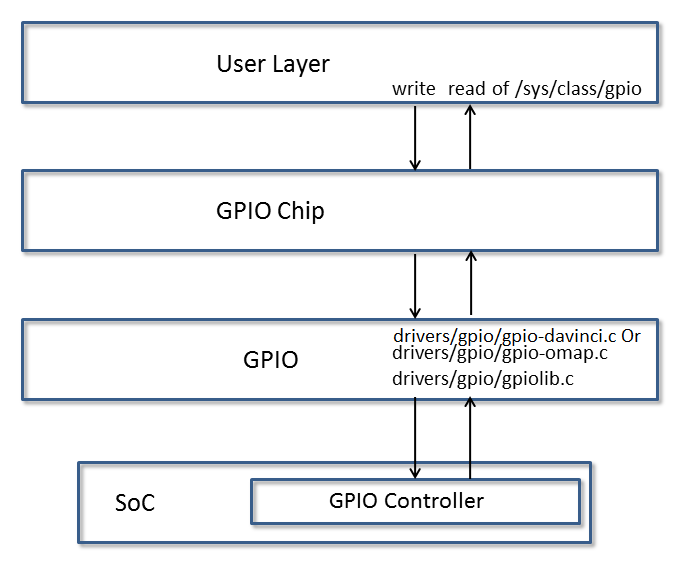 User Layer
write read of /sys/class/gpio
GPIO Chip
drivers/gpio/gpio-davinci.c Or
drivers/gpio/gpio-omap.c
GPIO
drivers/gpio/gpiolib.c
SoC
GPIO Controller